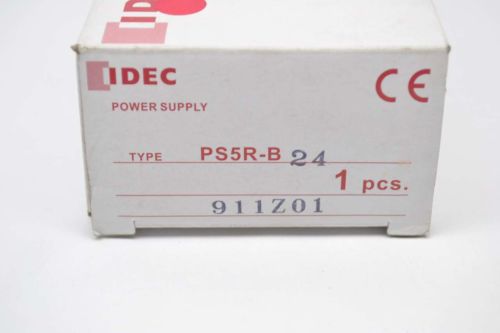 IDEC
CE
POWER SUPPLY
TYPE PS5R-B 24
1 pcs.
911Z01